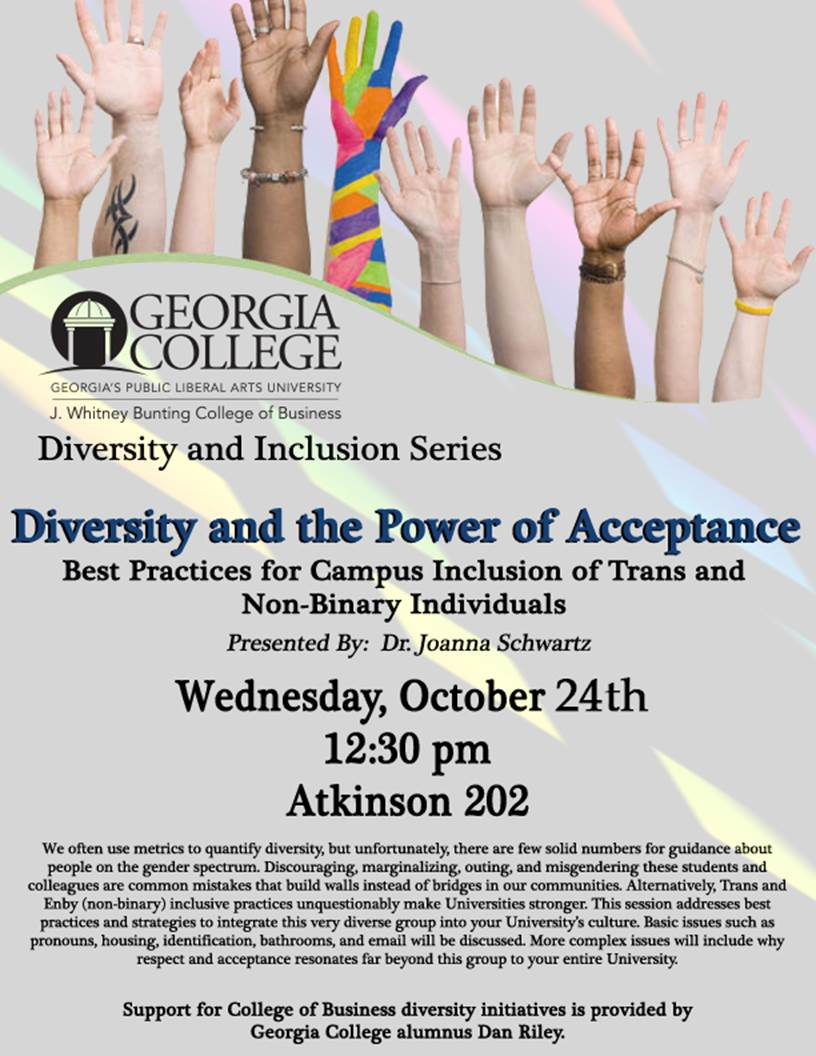 GEORGIA
COLLEGE
GEORGIA'S PUBLIC LIBERAL ARTS UNIVERSITY
J. Whitney Bunting College of Business
Diversity and Inclusion Series
Diversity and the Power of Acceptance
Best Practices for Campus Inclusion of Trans and
Non-Binary Individuals
Presented By: Dr. Joanna Schwartz
Wednesday, October 24th
12:30 pm
Atkinson 202
We often use metrics to quantify diversity, but unfortunately, there are few solid numbers for guidance about
people on the gender spectrum. Discouraging, marginalizing, outing, and misgendering these students and
colleagues are common mistakes that build walls instead of bridges in our communities. Alternatively, Trans and
Enby (non-binary) inclusive practices unquestionably make Universities stronger. This session addresses best
practices and strategies to integrate this very diverse group into your University's culture. Basic issues such as
pronouns, housing, identification, bathrooms, and email will be discussed. More complex issues will include why
respect and acceptance resonates far beyond this group to your entire University.
Support for College of Business diversity initiatives is provided by
Georgia College alumnus Dan Riley.